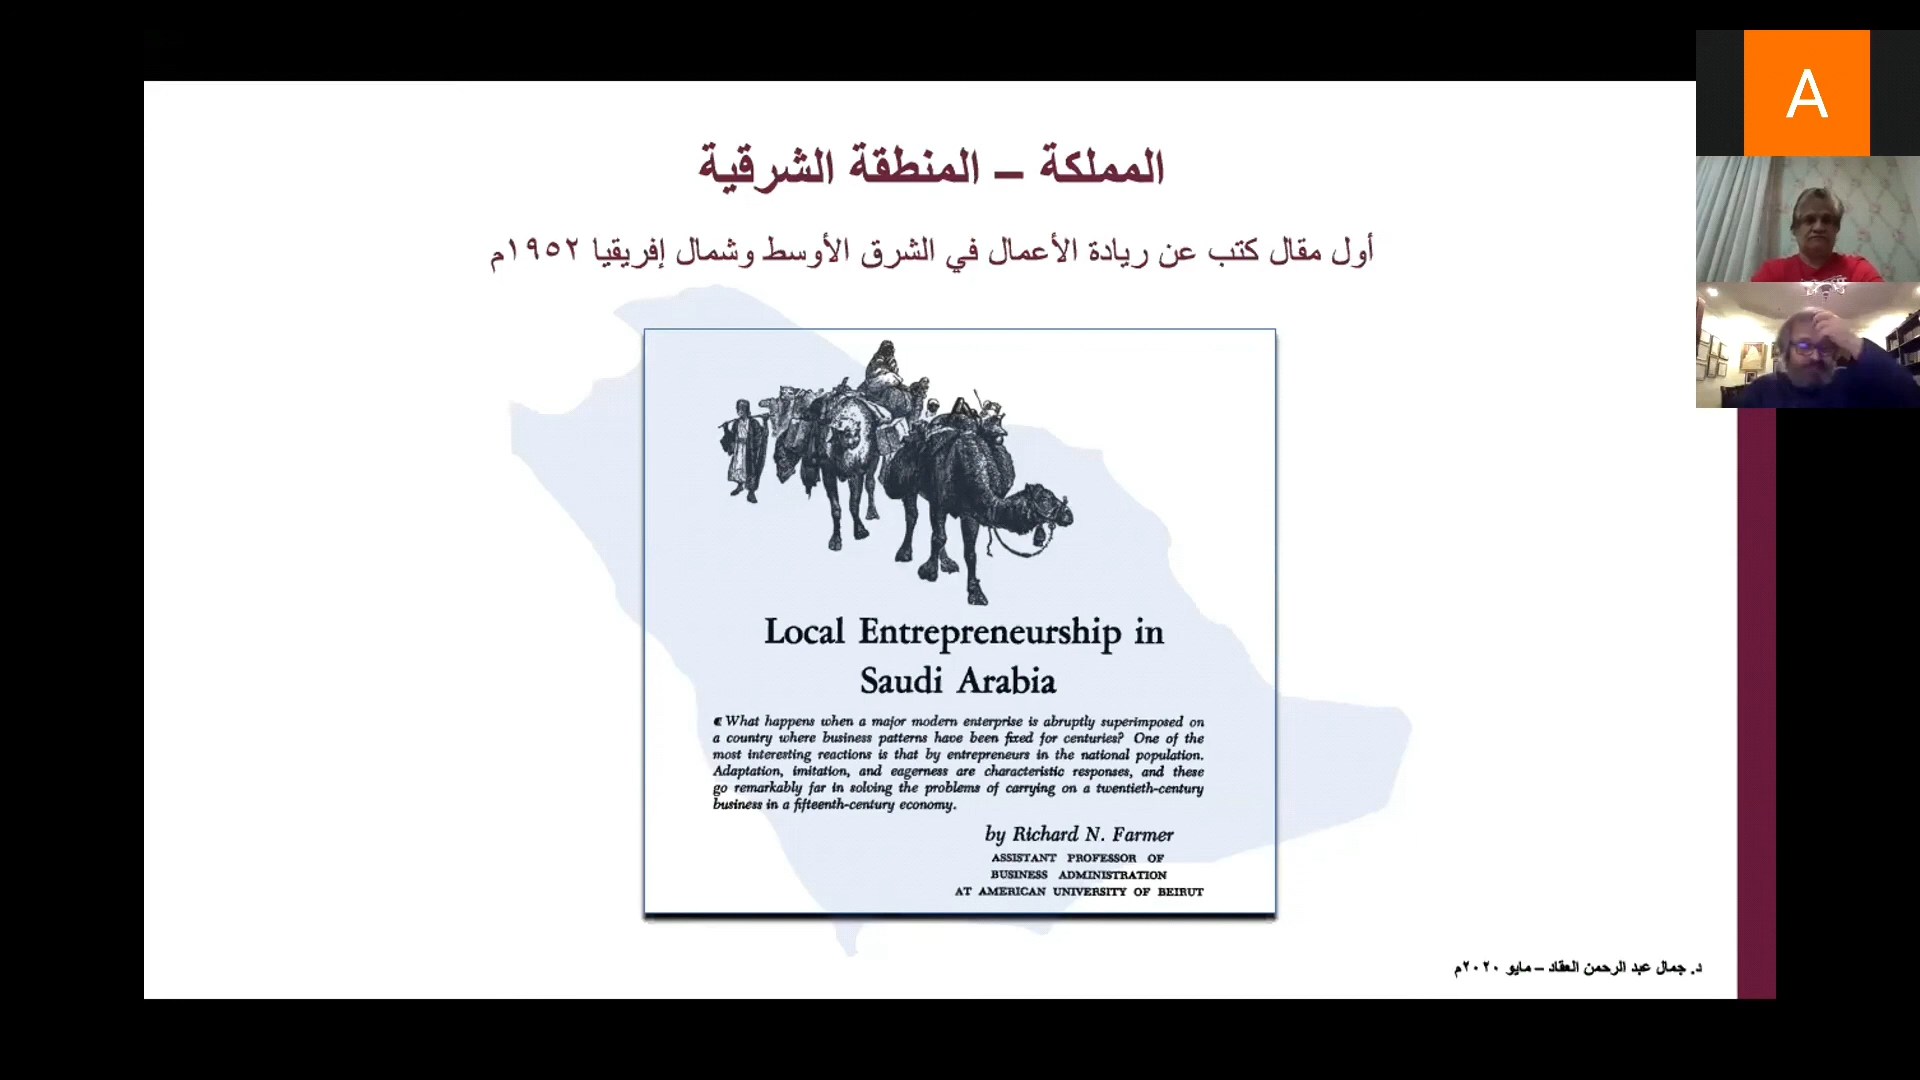 المملكة – المنطقة الشرقية
أول مقال كتب عن ريادة الأعمال في الشرق الأوسط وشمال إفريقيا ١٩٥٢م
Local Entrepreneurship in
Saudi Arabia
❡ What happens when a major modern enterprise is abruptly superimposed on
a country where business patterns have been fixed for centuries? One of the
most interesting reactions is that by entrepreneurs in the national population.
Adaptation, imitation, and eagerness are characteristic responses, and these
go remarkably far in solving the problems of carrying on a twentieth-century
business in a fifteenth-century economy.
by Richard N. Farmer
ASSISTANT PROFESSOR OF
BUSINESS ADMINISTRATION
AT AMERICAN UNIVERSITY OF BEIRUT
د. جمال عبد الرحمن العقاد – مايو ٢٠٢٠م
A